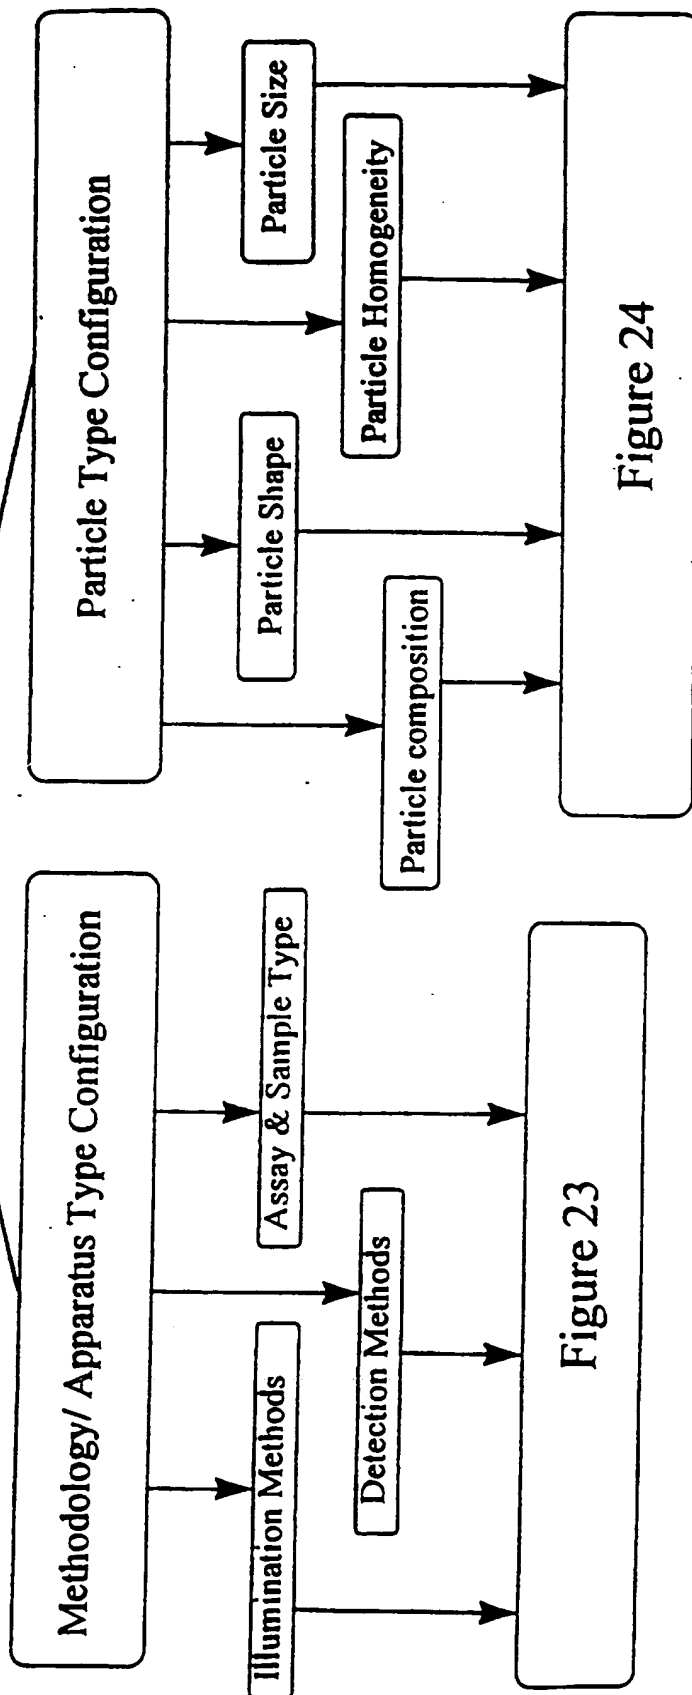 Methodology/ Apparatus Type Configuration
Illumination Methods
Detection Methods
Assay & Sample Type
Figure 23
Particle Type Configuration
Particle composition
Particle Shape
Particle Homogeneity
Particle Size
Figure 24